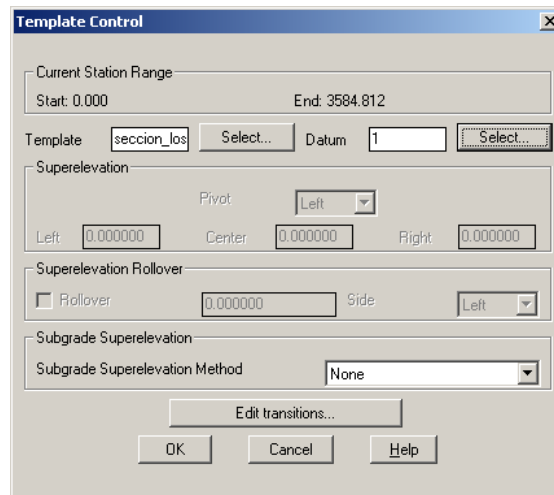 Template Control
Current Station Range
Start: 0.000 End: 3584.812
Template seccion_los Select... Datum 1 Select...
Superelevation
Pivot Left
Left 0.000000 Center 0.000000 Right 0.000000
Superelevation Rollover
Rollover 0.000000 Side Left
Subgrade Superelevation
Subgrade Superelevation Method None
Edit transitions...
OK Cancel Help